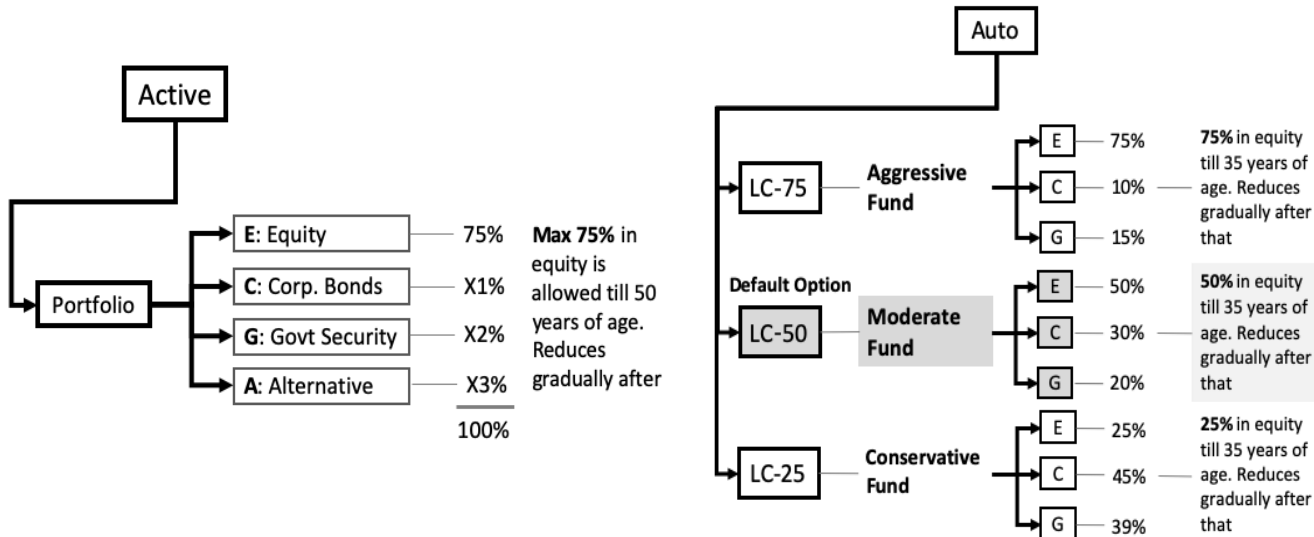 Active
Portfolio
E: Equity
75%
C: Corp. Bonds
X1%
G: Govt Security
X2%
A: Alternative
X3%
100%
Max 75% in
equity is
allowed till 50
years of age.
Reduces
gradually after
Auto
LC-75
Aggressive
Fund
E
75%
C
10%
G
15%
75% in equity
till 35 years of
age. Reduces
gradually after
that
Default Option
LC-50
Moderate
Fund
E
50%
C
30%
G
20%
50% in equity
till 35 years of
age. Reduces
gradually after
that
LC-25
Conservative
Fund
E
25%
C
45%
G
39%
25% in equity
till 35 years of
age. Reduces
gradually after
that